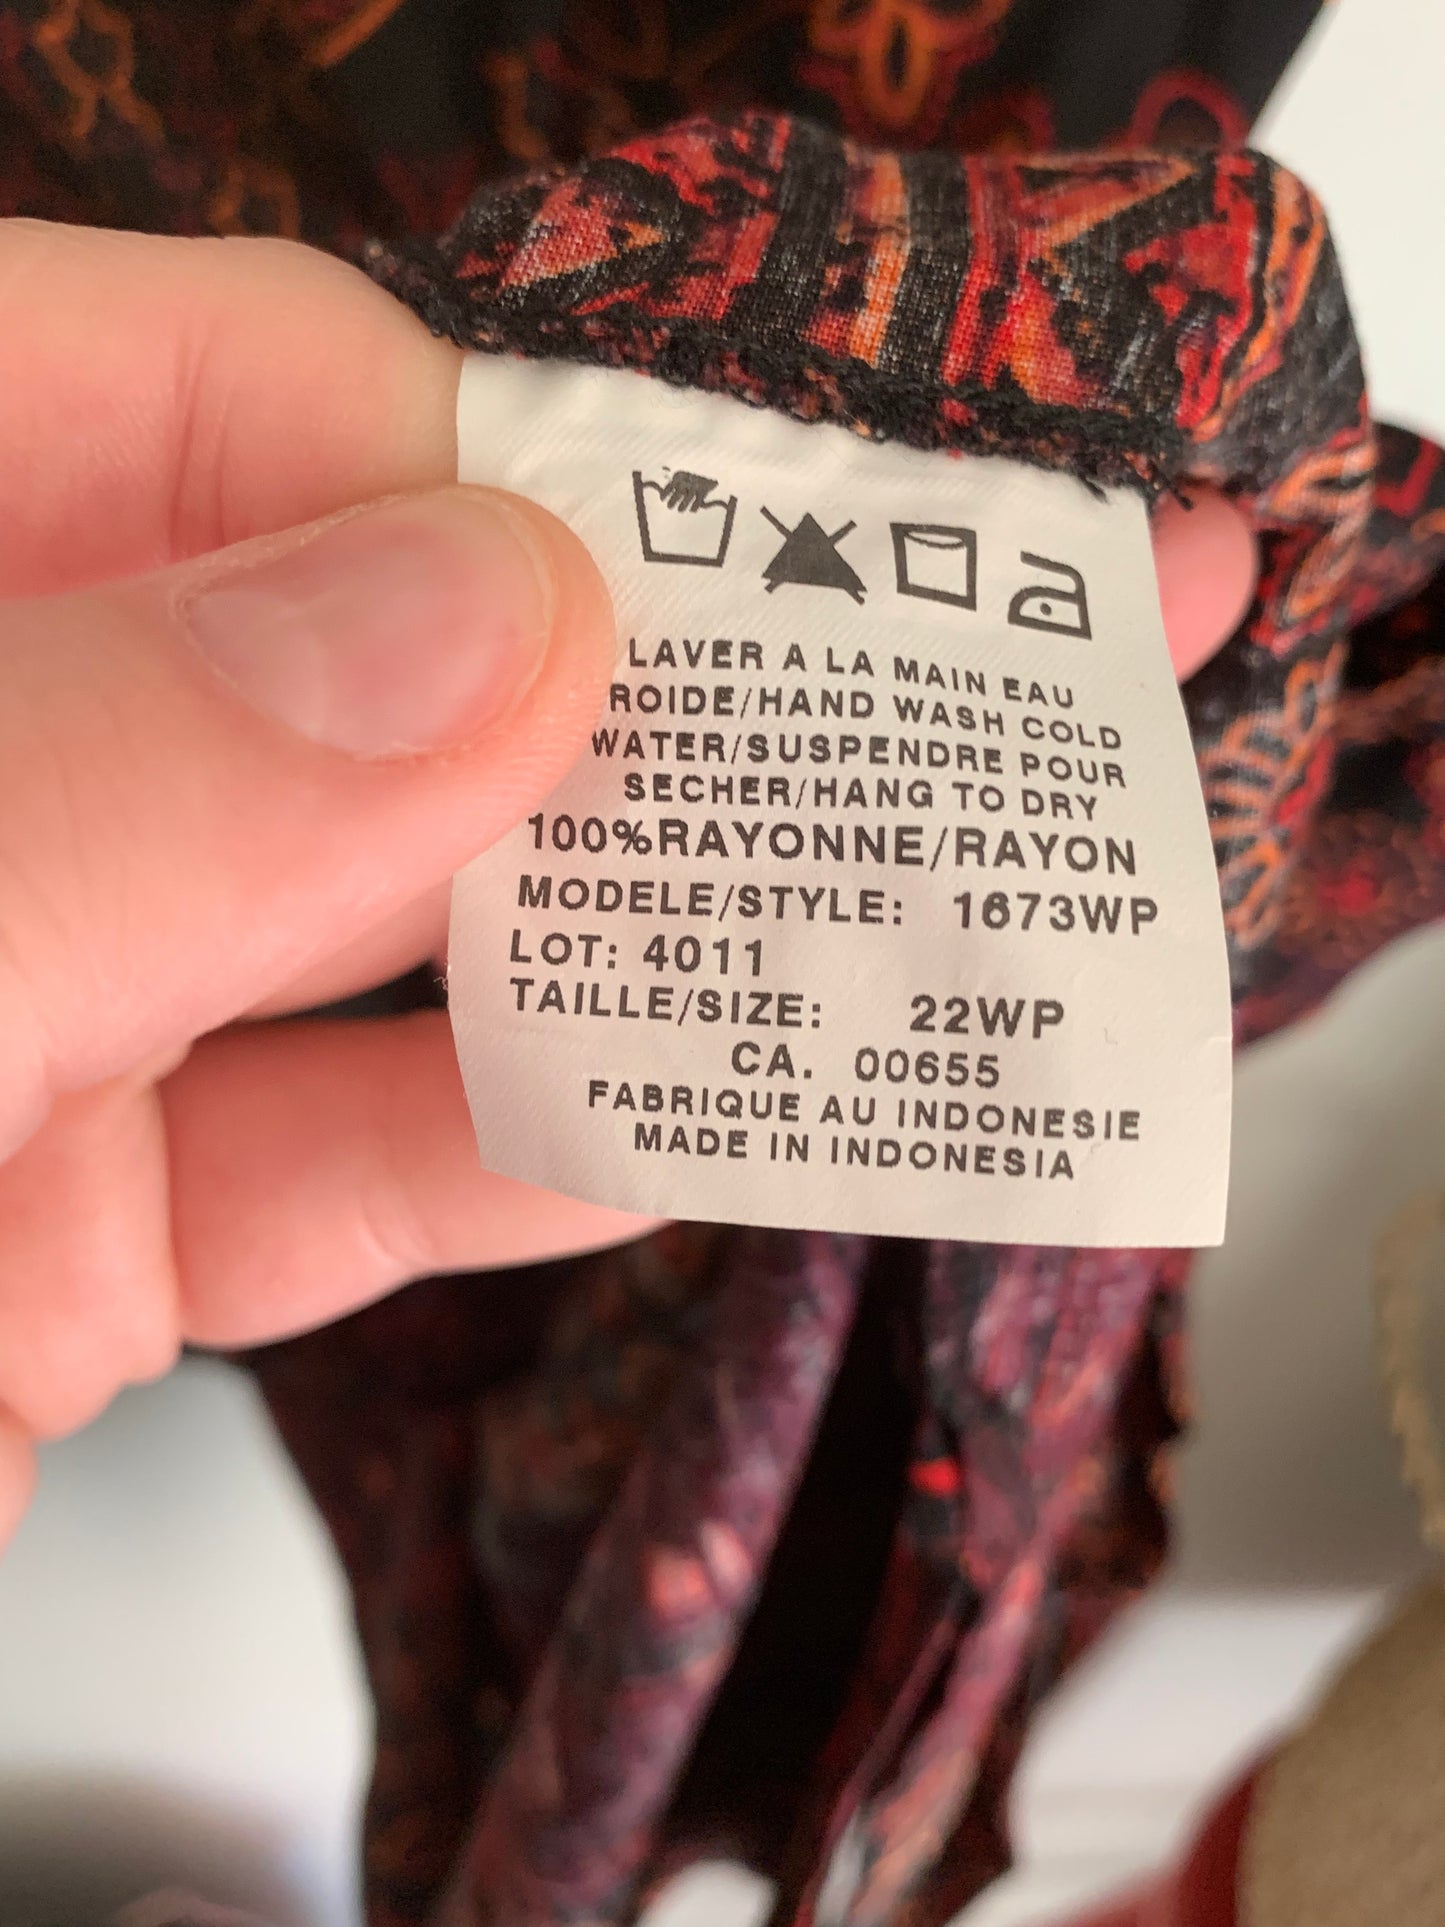 LAVER A LA MAIN EAU
ROIDE/HAND WASH COLD
WATER/SUSPENDRE POUR
SECHER/HANG TO DRY
100%RAYONNE/RAYON
MODELE/STYLE: 1673WP
LOT: 4011
TAILLE/SIZE: 22WP
CA. 00655
FABRIQUE AU INDONESIE
MADE IN INDONESIA